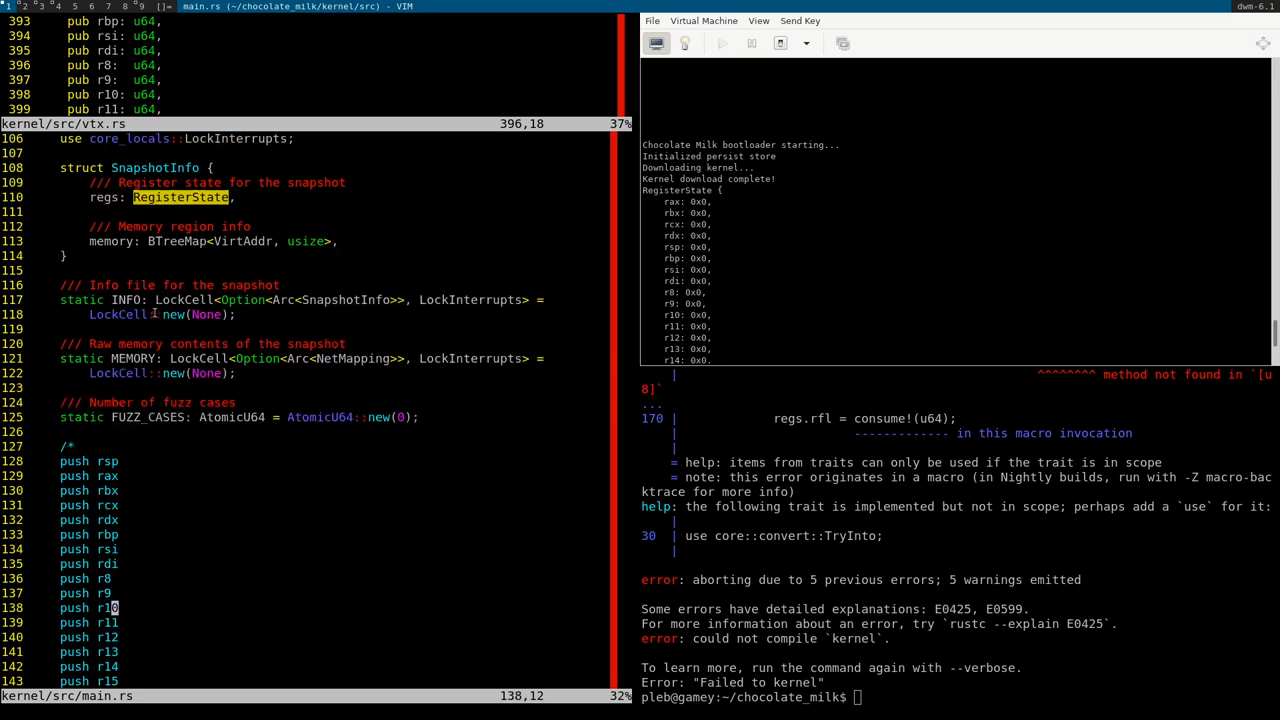 1 2 3 4 5 6 7 8 9 []= main.rs (~/chocolate_milk/kernel/src) - VIM dwm-6.1
393     pub rbp: u64,
394     pub rsi: u64,
395     pub rdi: u64,
396     pub r8:  u64,
397     pub r9:  u64,
398     pub r10: u64,
399     pub r11: u64,
kernel/src/vtx.rs 396,18 37%
106     use core_locals::LockInterrupts;
107
108     struct SnapshotInfo {
109         /// Register state for the snapshot
110         regs: RegisterState,
111
112         /// Memory region info
113         memory: BTreeMap<VirtAddr, usize>,
114     }
115
116     /// Info file for the snapshot
117     static INFO: LockCell<Option<Arc<SnapshotInfo>>, LockInterrupts> =
118         LockCell::new(None);
119
120     /// Raw memory contents of the snapshot
121     static MEMORY: LockCell<Option<Arc<NetMapping>>, LockInterrupts> =
122         LockCell::new(None);
123
124     /// Number of fuzz cases
125     static FUZZ_CASES: AtomicU64 = AtomicU64::new(0);
126
127     /*
128     push rsp
129     push rax
130     push rbx
131     push rcx
132     push rdx
133     push rbp
134     push rsi
135     push rdi
136     push r8
137     push r9
138     push r10
139     push r11
140     push r12
141     push r13
142     push r14
143     push r15
kernel/src/main.rs 138,12 32%
File Virtual Machine View Send Key
Chocolate Milk bootloader starting...
Initialized persist store
Downloading kernel...
Kernel download complete!
RegisterState {
    rax: 0x0,
    rbx: 0x0,
    rcx: 0x0,
    rdx: 0x0,
    rsp: 0x0,
    rbp: 0x0,
    rsi: 0x0,
    rdi: 0x0,
    r8: 0x0,
    r9: 0x0,
    r10: 0x0,
    r11: 0x0,
    r12: 0x0,
    r13: 0x0,
    r14: 0x0,
    |                                                 ^^^^^^^^ method not found in `[u
8]`
...
170 |             regs.rfl = consume!(u64);
    |                        ------------- in this macro invocation
    |
    = help: items from traits can only be used if the trait is in scope
    = note: this error originates in a macro (in Nightly builds, run with -Z macro-bac
ktrace for more info)
help: the following trait is implemented but not in scope; perhaps add a `use` for it:
    |
30  | use core::convert::TryInto;
    |
error: aborting due to 5 previous errors; 5 warnings emitted
Some errors have detailed explanations: E0425, E0599.
For more information about an error, try `rustc --explain E0425`.
error: could not compile `kernel`.
To learn more, run the command again with --verbose.
Error: "Failed to kernel"
pleb@gamey:~/chocolate_milk$